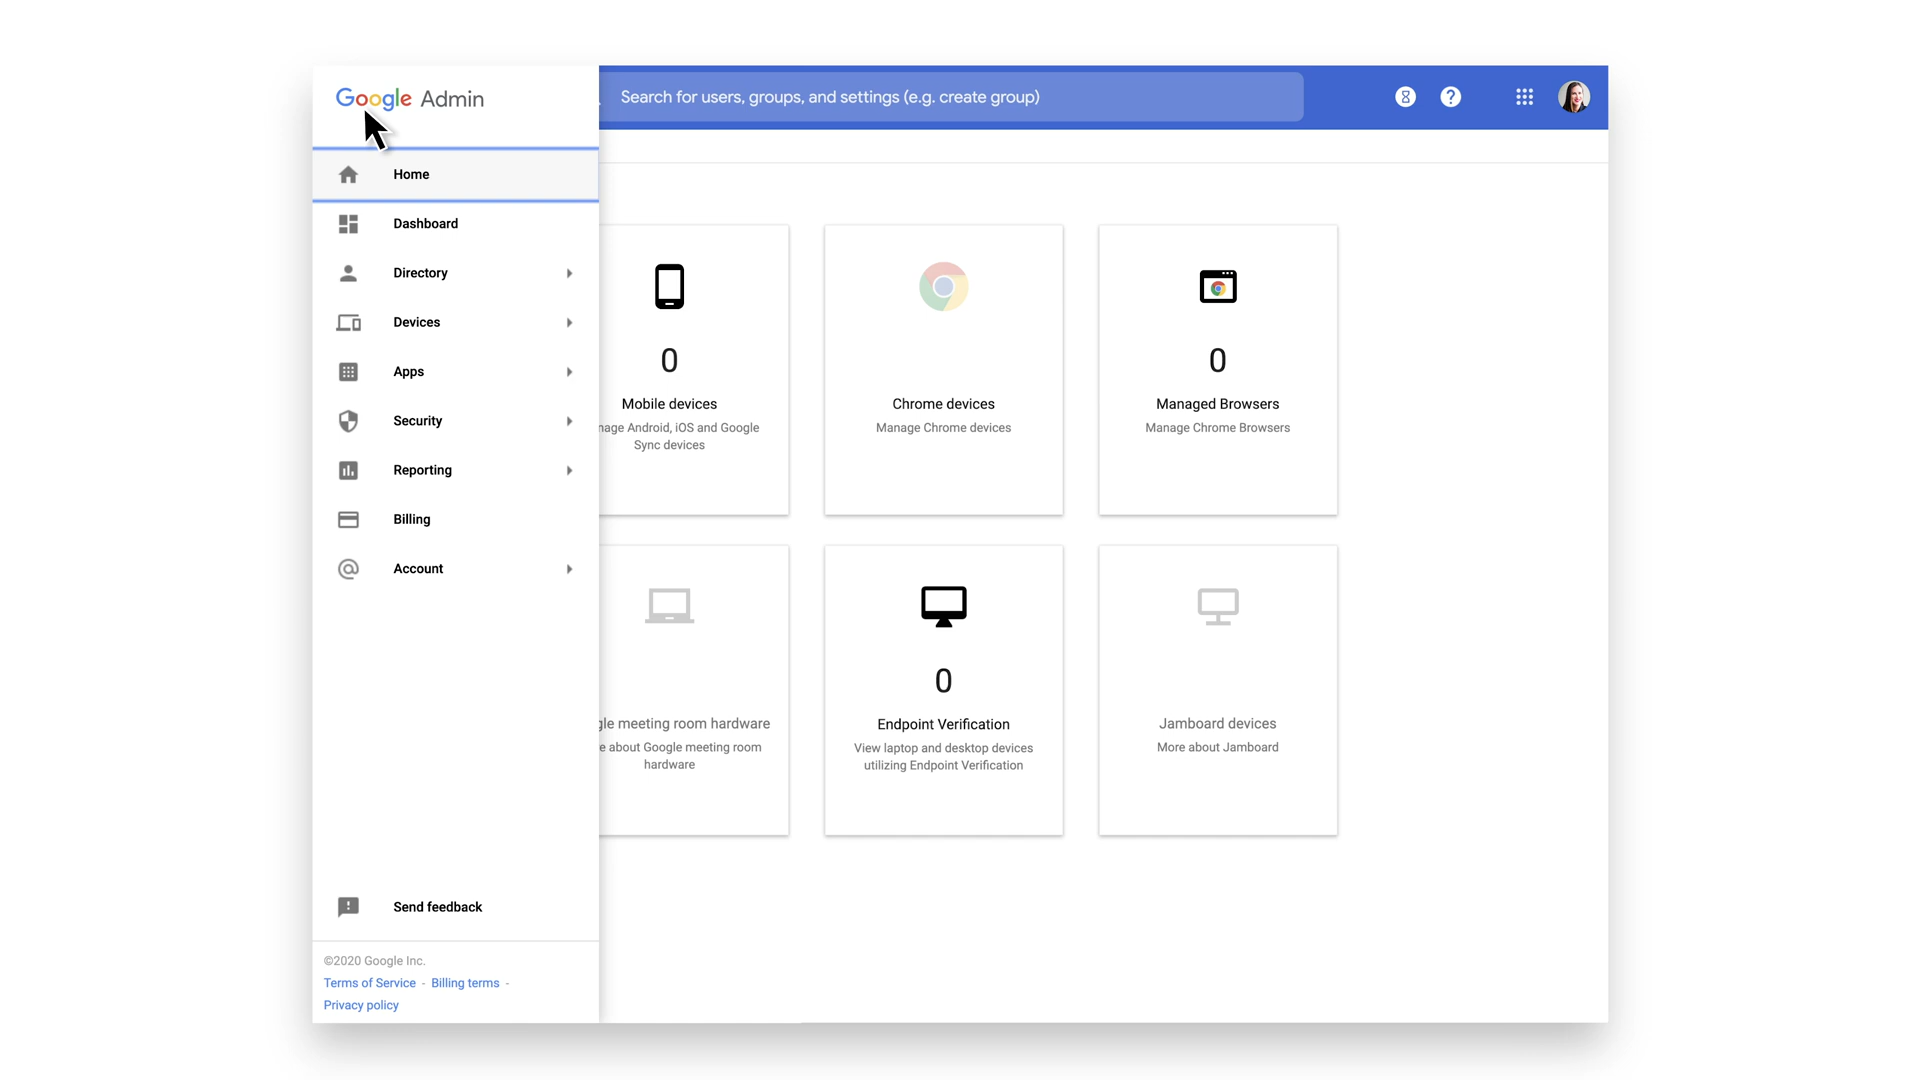 Google Admin
Search for users, groups, and settings (e.g. create group)
Home
Dashboard
Directory
Devices
Apps
Security
Reporting
Billing
Account
Send feedback
©2020 Google Inc.
Terms of Service - Billing terms -
Privacy policy
0
Mobile devices
Android, iOS and Google
Sync devices
Chrome devices
Manage Chrome devices
0
Managed Browsers
Manage Chrome Browsers
meeting room hardware
about Google meeting room
hardware
0
Endpoint Verification
View laptop and desktop devices
utilizing Endpoint Verification
Jamboard devices
More about Jamboard